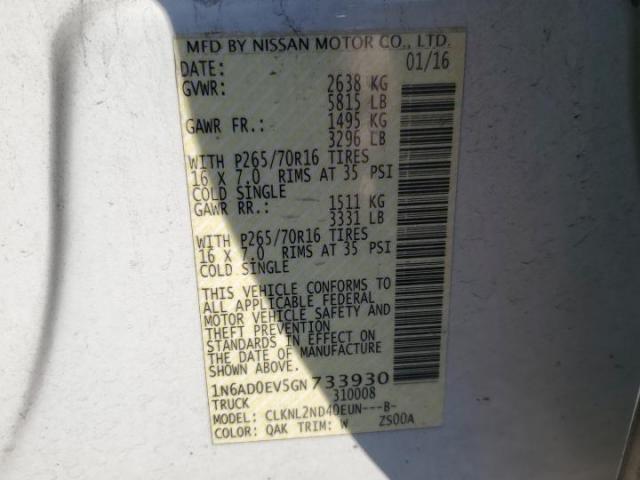 MFD BY NISSAN MOTOR CO., LTD.
DATE: 01/16
GVWR: 2638 KG
5815 LB
GAWR FR.: 1495 KG
3296 LB
WITH P265/70R16 TIRES
16 X 7.0 RIMS AT 35 PSI
COLD SINGLE
GAWR RR.: 1511 KG
3331 LB
WITH P265/70R16 TIRES
16 X 7.0 RIMS AT 35 PSI
COLD SINGLE
THIS VEHICLE CONFORMS TO
ALL APPLICABLE FEDERAL
MOTOR VEHICLE SAFETY AND
THEFT PREVENTION
STANDARDS IN EFFECT ON
THE DATE OF MANUFACTURE
SHOWN ABOVE.
1N6AD0EV5GN733930
TRUCK 310008
MODEL: CLKNL2ND40EUN---B-
COLOR: QAK TRIM: W ZS00A